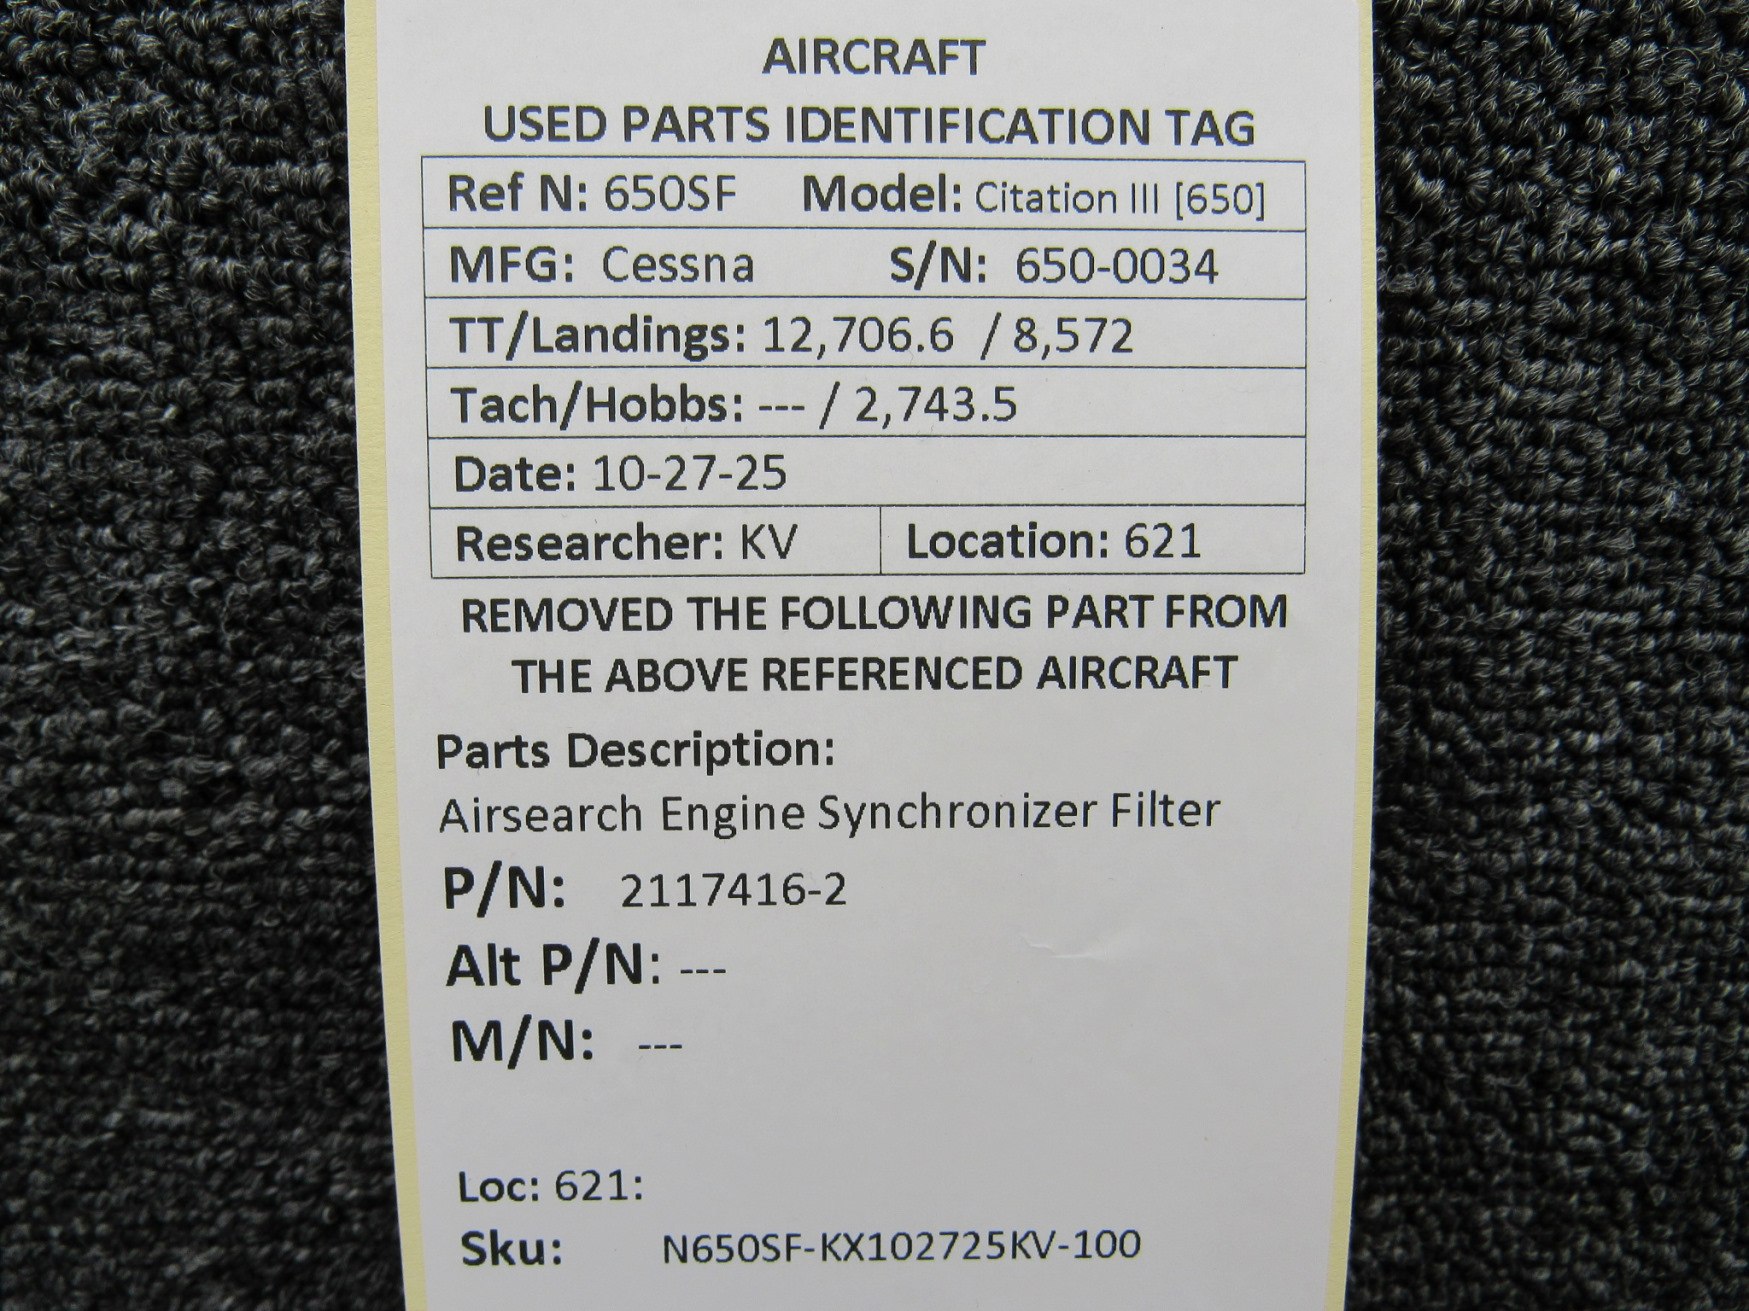 AIRCRAFT
USED PARTS IDENTIFICATION TAG
Ref N: 650SF Model: Citation III [650]
MFG: Cessna S/N: 650-0034
TT/Landings: 12,706.6 / 8,572
Tach/Hobbs: --- / 2,743.5
Date: 10-27-25
Researcher: KV Location: 621
REMOVED THE FOLLOWING PART FROM
THE ABOVE REFERENCED AIRCRAFT
Parts Description:
Airsearch Engine Synchronizer Filter
P/N: 2117416-2
Alt P/N: ---
M/N: ---
Loc: 621:
Sku: N650SF-KX102725KV-100